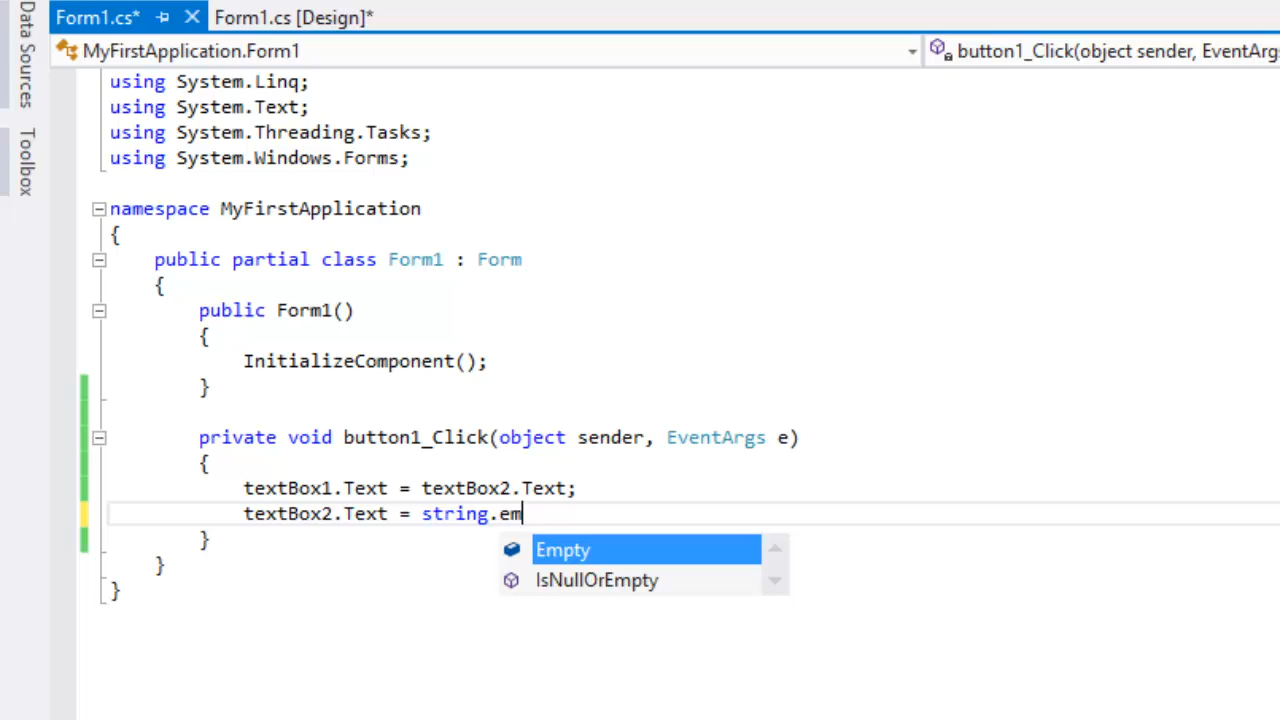 Data Sources
Toolbox
Form1.cs* Form1.cs [Design]*
MyFirstApplication.Form1 button1_Click(object sender, EventArgs
using System.Linq;
using System.Text;
using System.Threading.Tasks;
using System.Windows.Forms;
namespace MyFirstApplication
{
public partial class Form1 : Form
{
public Form1()
{
InitializeComponent();
}
private void button1_Click(object sender, EventArgs e)
{
textBox1.Text = textBox2.Text;
textBox2.Text = string.em
}
Empty
IsNullOrEmpty
}
}